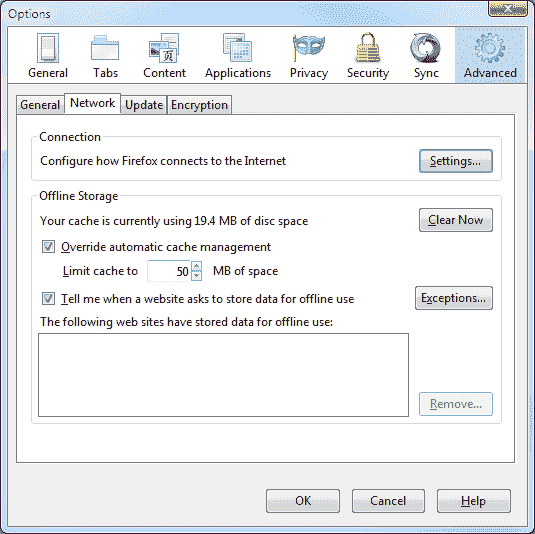 Options
General Tabs Content Applications Privacy Security Sync Advanced
General Network Update Encryption
Connection
Configure how Firefox connects to the Internet Settings...
Offline Storage
Your cache is currently using 19.4 MB of disc space Clear Now
Override automatic cache management
Limit cache to 50 MB of space
Tell me when a website asks to store data for offline use Exceptions...
The following web sites have stored data for offline use:
Remove...
OK Cancel Help